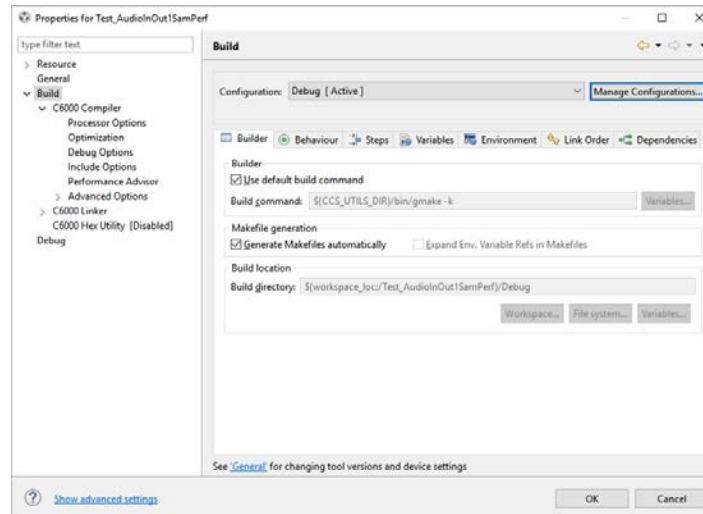 Properties for Test_AudioInOut1SamPerf
type filter text
Resource
General
Build
C6000 Compiler
Processor Options
Optimization
Debug Options
Include Options
Performance Advisor
Advanced Options
C6000 Linker
C6000 Hex Utility [Disabled]
Debug
Build
Configuration: Debug [ Active ]
Manage Configurations...
Builder Behaviour Steps Variables Environment Link Order Dependencies
Builder
Use default build command
Build command: ${CCS_UTILS_DIR}/bin/gmake -k Variables...
Makefile generation
Generate Makefiles automatically Expand Env. Variable Refs in Makefiles
Build location
Build directory: ${workspace_loc:/Test_AudioInOut1SamPerf}/Debug
Workspace... File system... Variables...
See 'General' for changing tool versions and device settings
Show advanced settings
OK Cancel